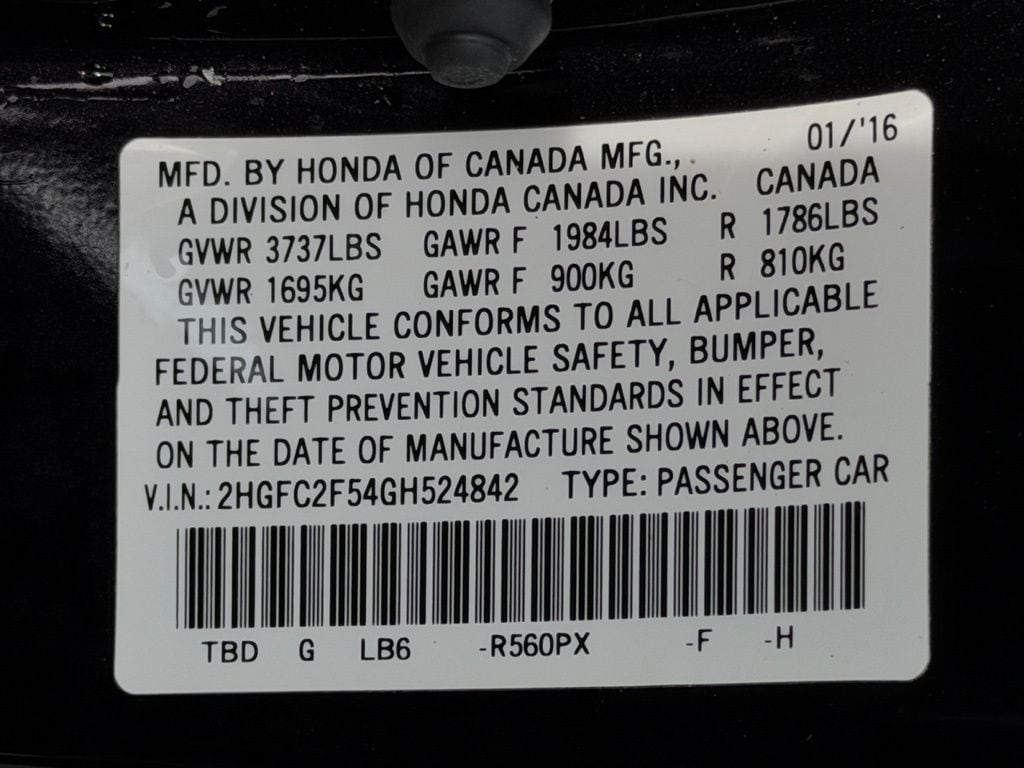 01/'16
MFD. BY HONDA OF CANADA MFG.,
A DIVISION OF HONDA CANADA INC. CANADA
GVWR 3737LBS GAWR F 1984LBS R 1786LBS
GVWR 1695KG GAWR F 900KG R 810KG
THIS VEHICLE CONFORMS TO ALL APPLICABLE
FEDERAL MOTOR VEHICLE SAFETY, BUMPER,
AND THEFT PREVENTION STANDARDS IN EFFECT
ON THE DATE OF MANUFACTURE SHOWN ABOVE.
V.I.N.: 2HGFC2F54GH524842 TYPE: PASSENGER CAR
TBD G LB6 -R560PX -F -H